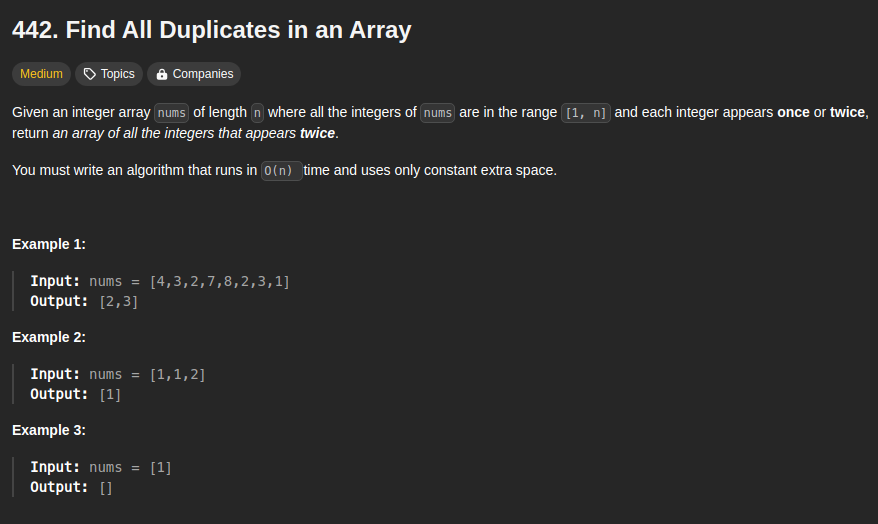 442. Find All Duplicates in an Array
Medium Topics Companies
Given an integer array nums of length n where all the integers of nums are in the range [1, n] and each integer appears once or twice,
return an array of all the integers that appears twice.
You must write an algorithm that runs in O(n) time and uses only constant extra space.
Example 1:
Input: nums = [4,3,2,7,8,2,3,1]
Output: [2,3]
Example 2:
Input: nums = [1,1,2]
Output: [1]
Example 3:
Input: nums = [1]
Output: []